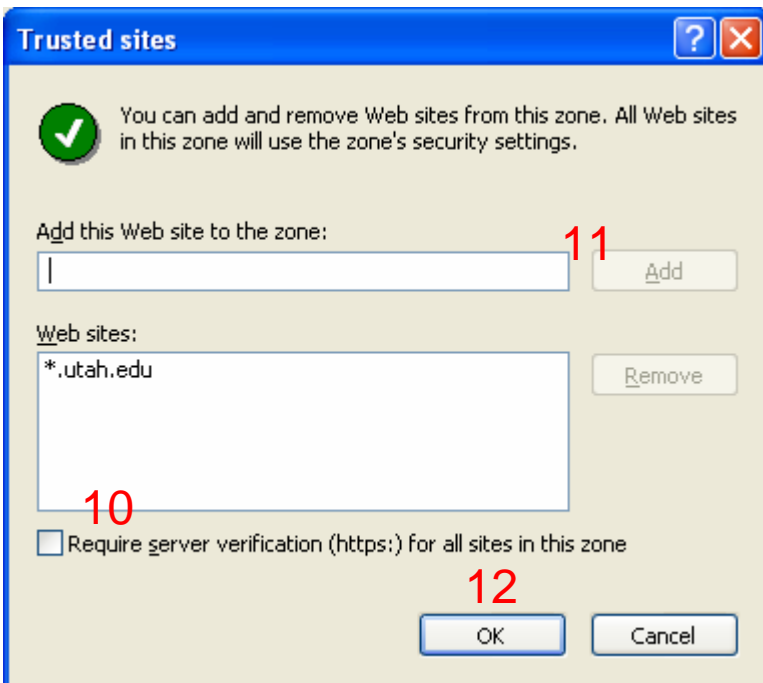 Trusted sites
You can add and remove Web sites from this zone. All Web sites
in this zone will use the zone's security settings.
Add this Web site to the zone:
11
Add
Web sites:
*.utah.edu
Remove
10
Require server verification (https:) for all sites in this zone
12
OK
Cancel